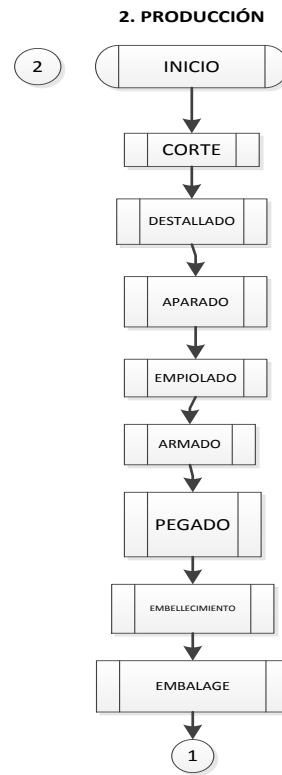 2. PRODUCCIÓN
2
INICIO
CORTE
DESTALLADO
APARADO
EMPIOLADO
ARMADO
PEGADO
EMBELLECIMIENTO
EMBALAGE
1